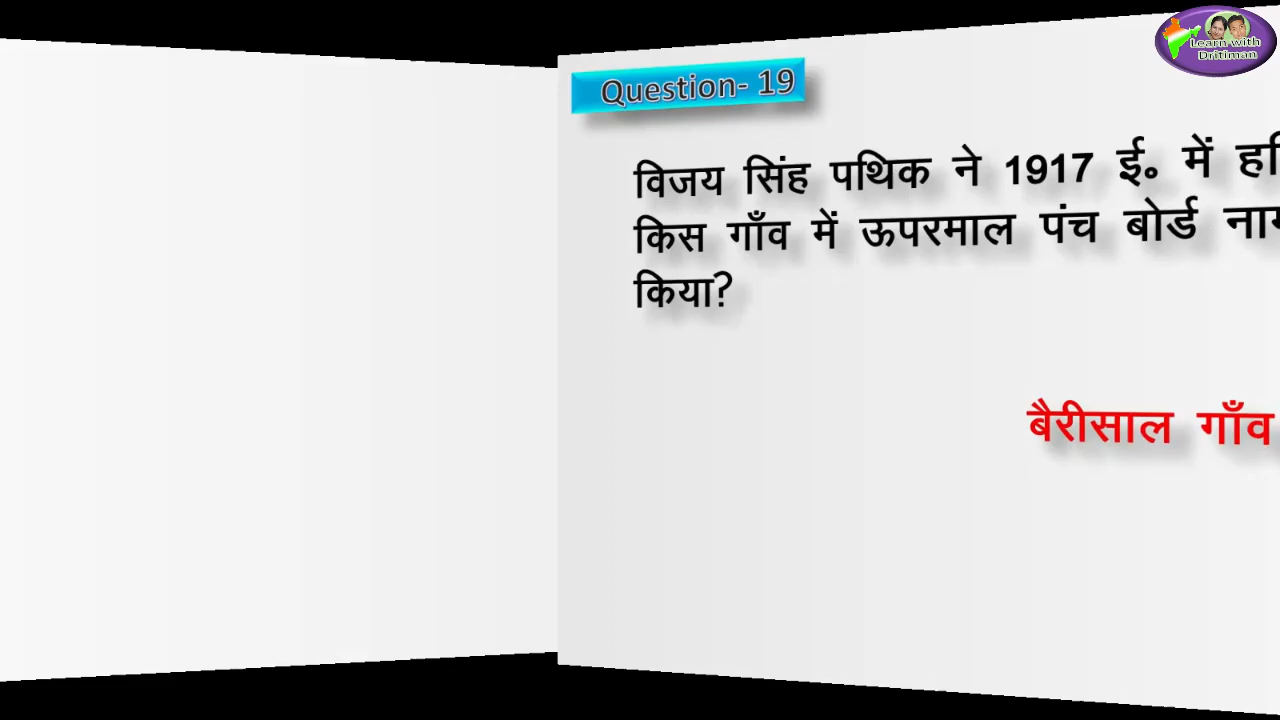 Learn with
Dritiman
Question- 19
विजय सिंह पथिक ने 1917 ई॰ में
किस गाँव में ऊपरमाल पंच बोर्ड
किया?
बैरीसाल गाँव